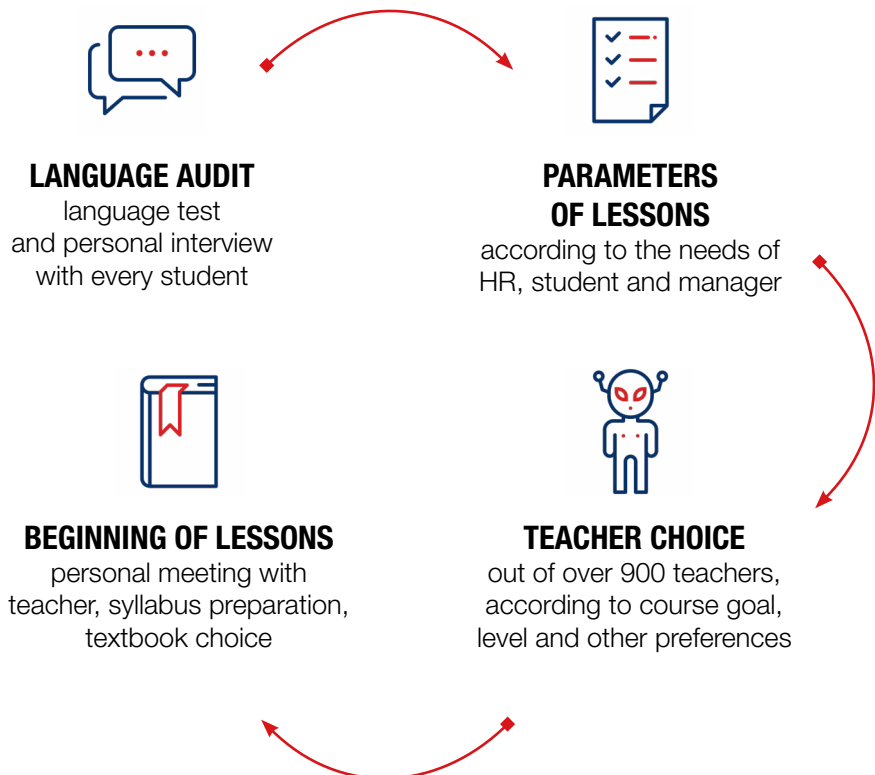 LANGUAGE AUDIT
language test
and personal interview
with every student
PARAMETERS
OF LESSONS
according to the needs of
HR, student and manager
TEACHER CHOICE
out of over 900 teachers,
according to course goal,
level and other preferences
BEGINNING OF LESSONS
personal meeting with
teacher, syllabus preparation,
textbook choice